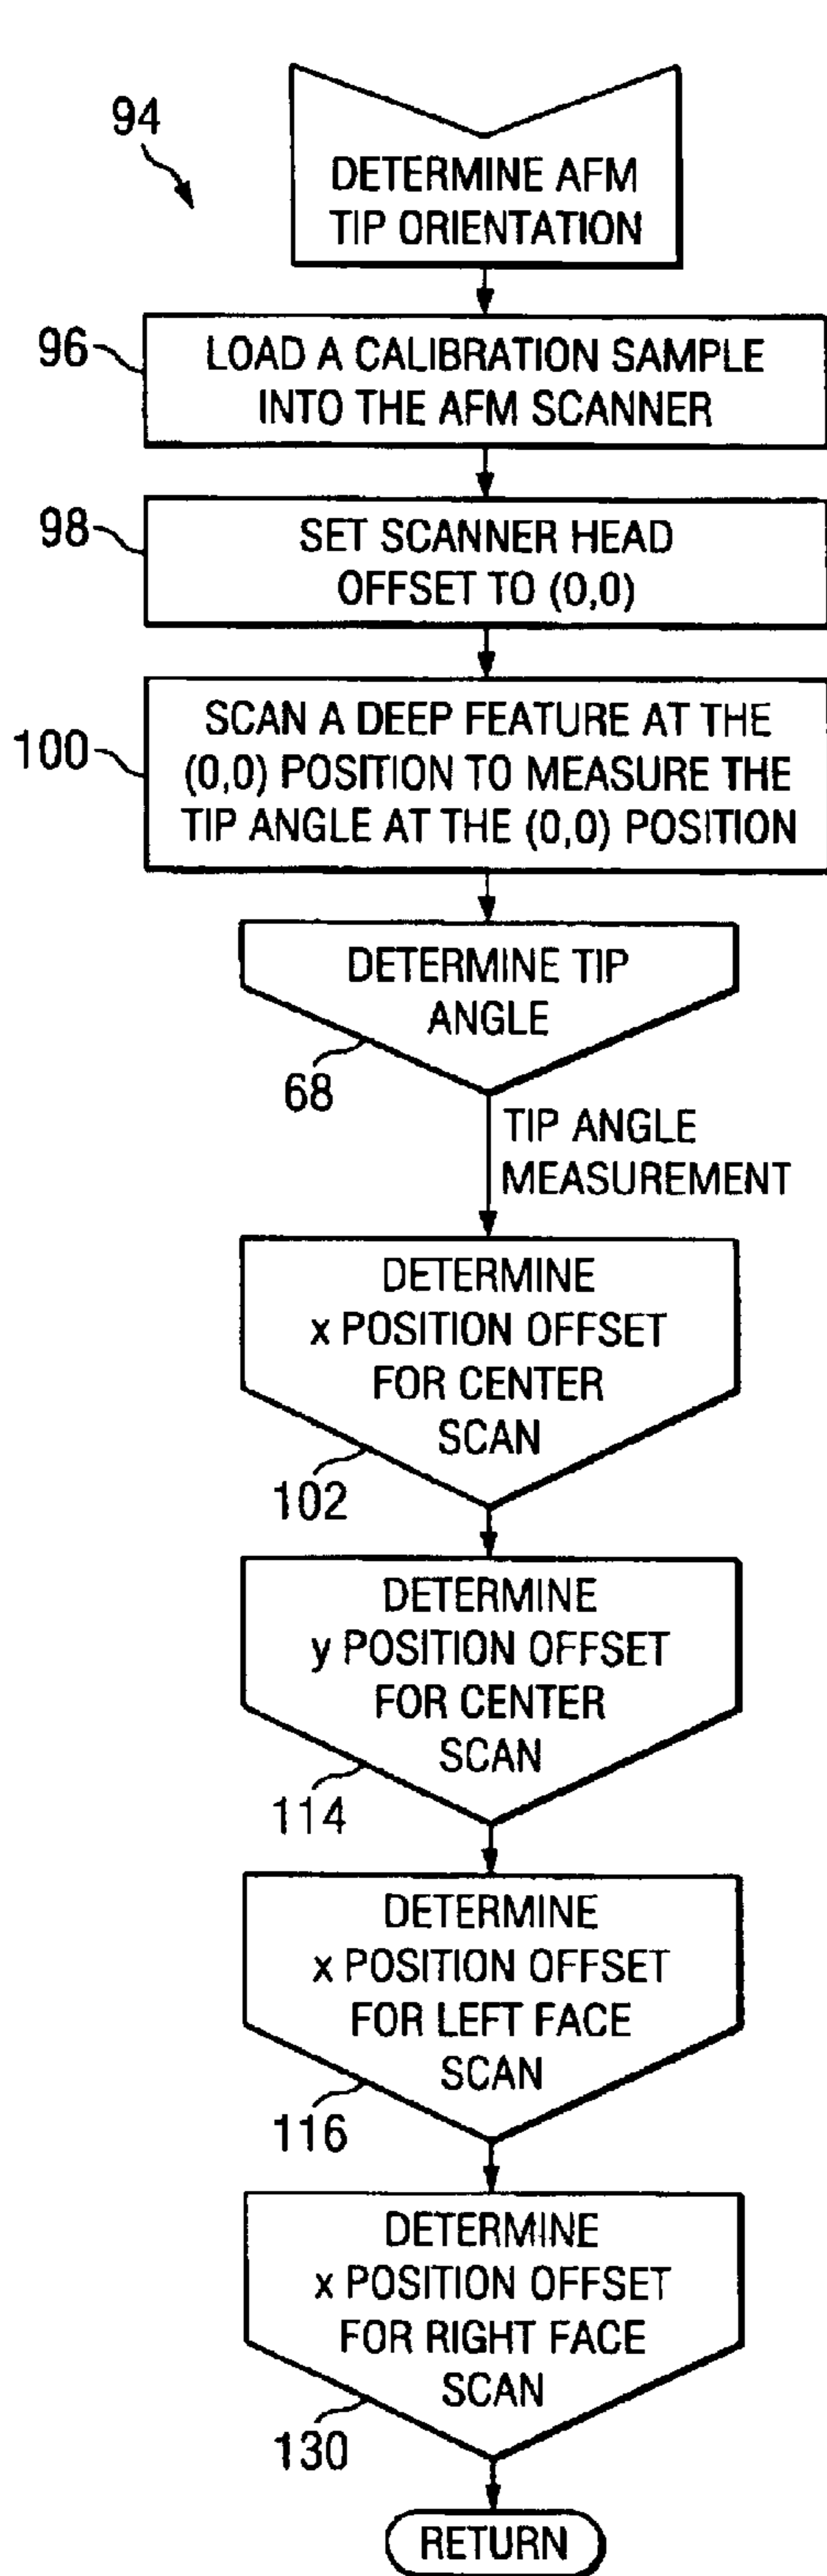 94
DETERMINE AFM
TIP ORIENTATION
96
LOAD A CALIBRATION SAMPLE
INTO THE AFM SCANNER
98
SET SCANNER HEAD
OFFSET TO (0,0)
100
SCAN A DEEP FEATURE AT THE
(0,0) POSITION TO MEASURE THE
TIP ANGLE AT THE (0,0) POSITION
DETERMINE TIP
ANGLE
68
TIP ANGLE
MEASUREMENT
DETERMINE
x POSITION OFFSET
FOR CENTER
SCAN
102
DETERMINE
y POSITION OFFSET
FOR CENTER
SCAN
114
DETERMINE
x POSITION OFFSET
FOR LEFT FACE
SCAN
116
DETERMINE
x POSITION OFFSET
FOR RIGHT FACE
SCAN
130
RETURN